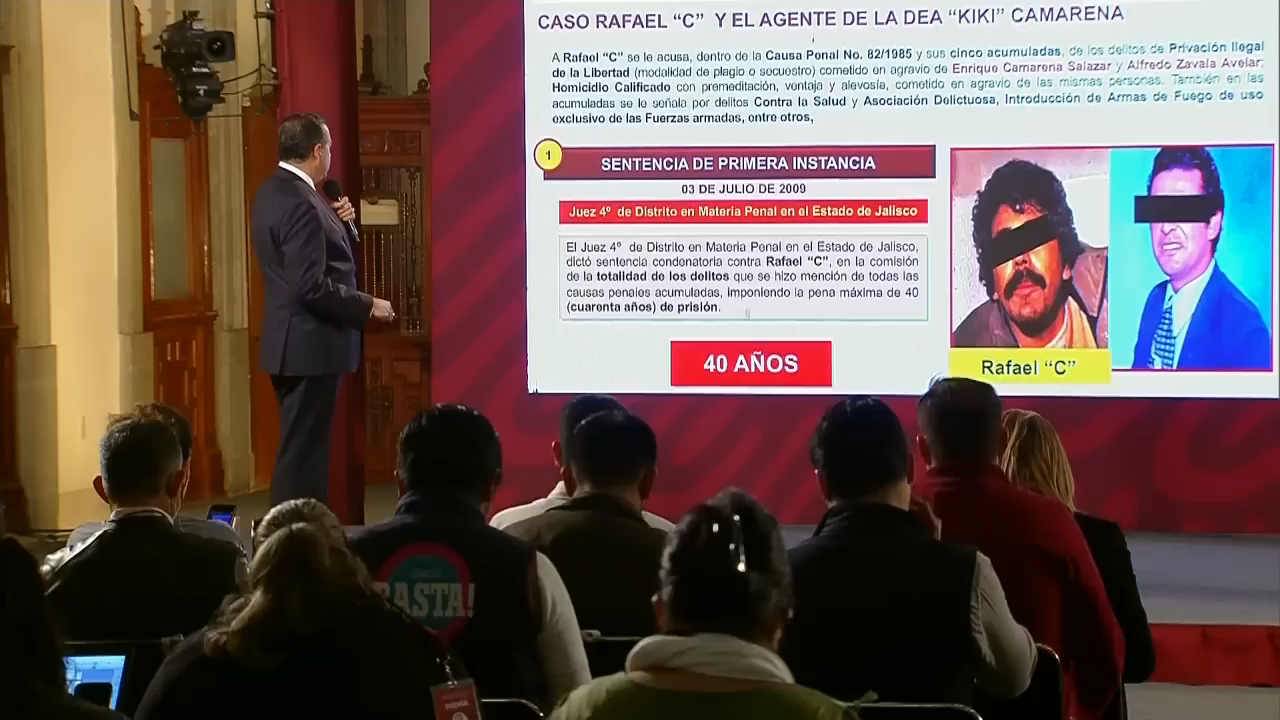 CASO RAFAEL “C” Y EL AGENTE DE LA DEA “KIKI” CAMARENA
A Rafael “C” se le acusa, dentro de la Causa Penal No. 82/1985 y sus cinco acumuladas, de los delitos de Privación Ilegal
de la Libertad (modalidad de plagio o secuestro) cometido en agravio de Enrique Camarena Salazar y Alfredo Zavala Avelar;
Homicidio Calificado con premeditación, ventaja y alevosía, cometido en agravio de las mismas personas. También en las
acumuladas se le señala por delitos Contra la Salud y Asociación Delictuosa, Introducción de Armas de Fuego de uso
exclusivo de las Fuerzas armadas, entre otros,
1
SENTENCIA DE PRIMERA INSTANCIA
03 DE JULIO DE 2009
Juez 4º de Distrito en Materia Penal en el Estado de Jalisco
El Juez 4º de Distrito en Materia Penal en el Estado de Jalisco,
dictó sentencia condenatoria contra Rafael “C”, en la comisión
de la totalidad de los delitos que se hizo mención de todas las
causas penales acumuladas, imponiendo la pena máxima de 40
(cuarenta años) de prisión.
40 AÑOS
Rafael “C”
BASTA!
PRENSA